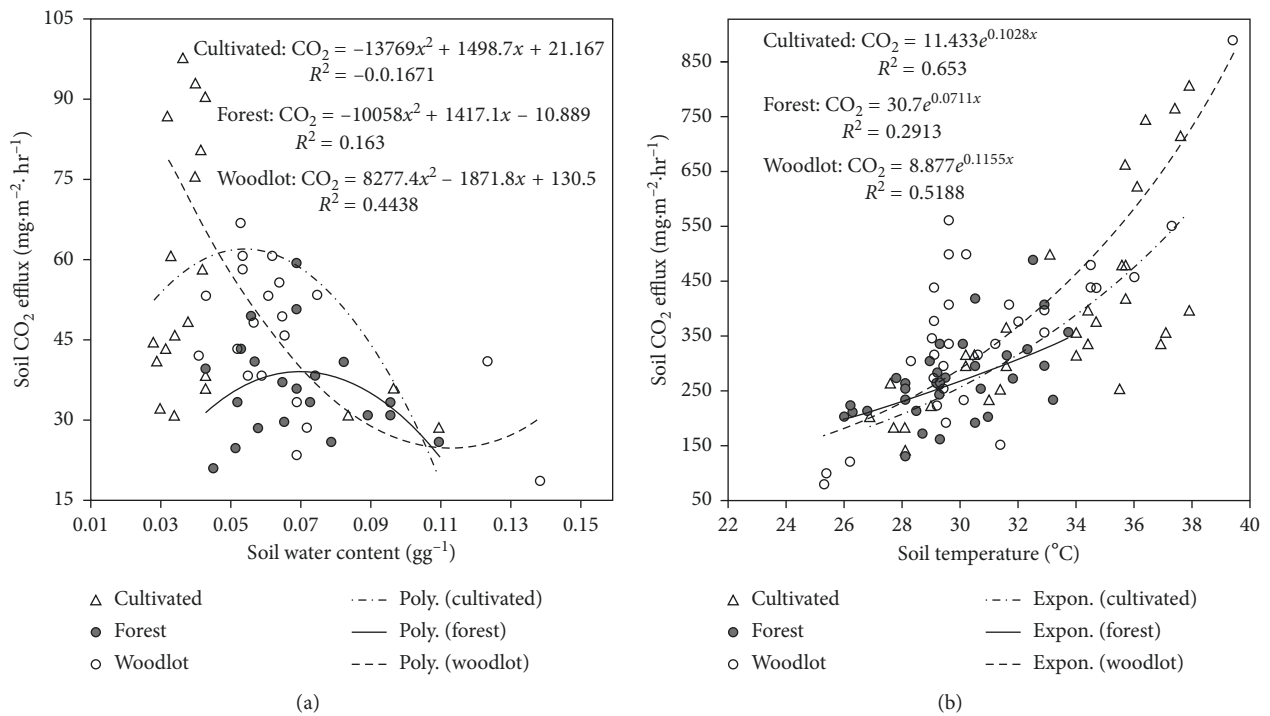 Soil CO₂ efflux (mg·m⁻²·hr⁻¹)
105
90
75
60
45
30
15
Cultivated: CO₂ = –13769x² + 1498.7x + 21.167
R² = –0.0.1671
Forest: CO₂ = –10058x² + 1417.1x – 10.889
R² = 0.163
Woodlot: CO₂ = 8277.4x² – 1871.8x + 130.5
R² = 0.4438
0.01 0.03 0.05 0.07 0.09 0.11 0.13 0.15
Soil water content (gg⁻¹)
Cultivated Poly. (cultivated)
Forest Poly. (forest)
Woodlot Poly. (woodlot)
(a)
Soil CO₂ efflux (mg·m⁻²·hr⁻¹)
850
750
650
550
450
350
250
150
50
Cultivated: CO₂ = 11.433e^0.1028x
R² = 0.653
Forest: CO₂ = 30.7e^0.0711x
R² = 0.2913
Woodlot: CO₂ = 8.877e^0.1155x
R² = 0.5188
22 24 26 28 30 32 34 36 38 40
Soil temperature (°C)
Cultivated Expon. (cultivated)
Forest Expon. (forest)
Woodlot Expon. (woodlot)
(b)